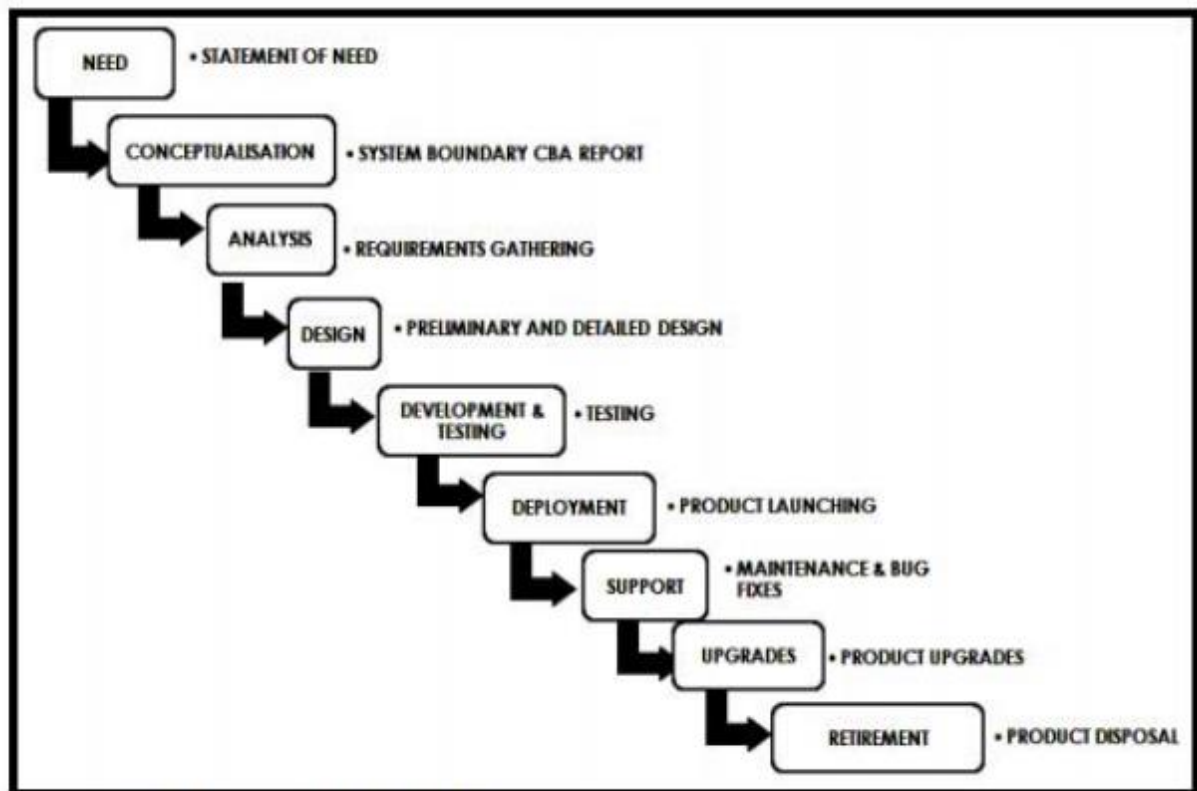 NEED
• STATEMENT OF NEED
CONCEPTUALISATION
• SYSTEM BOUNDARY CBA REPORT
ANALYSIS
• REQUIREMENTS GATHERING
DESIGN
• PRELIMINARY AND DETAILED DESIGN
DEVELOPMENT &
TESTING
• TESTING
DEPLOYMENT
• PRODUCT LAUNCHING
SUPPORT
• MAINTENANCE & BUG
FIXES
UPGRADES
• PRODUCT UPGRADES
RETIREMENT
• PRODUCT DISPOSAL